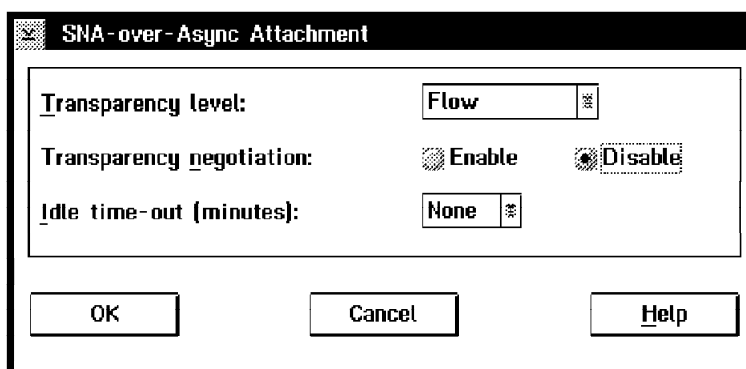 SNA-over-Async Attachment
Transparency level: Flow
Transparency negotiation: Enable Disable
Idle time-out (minutes): None
OK Cancel Help